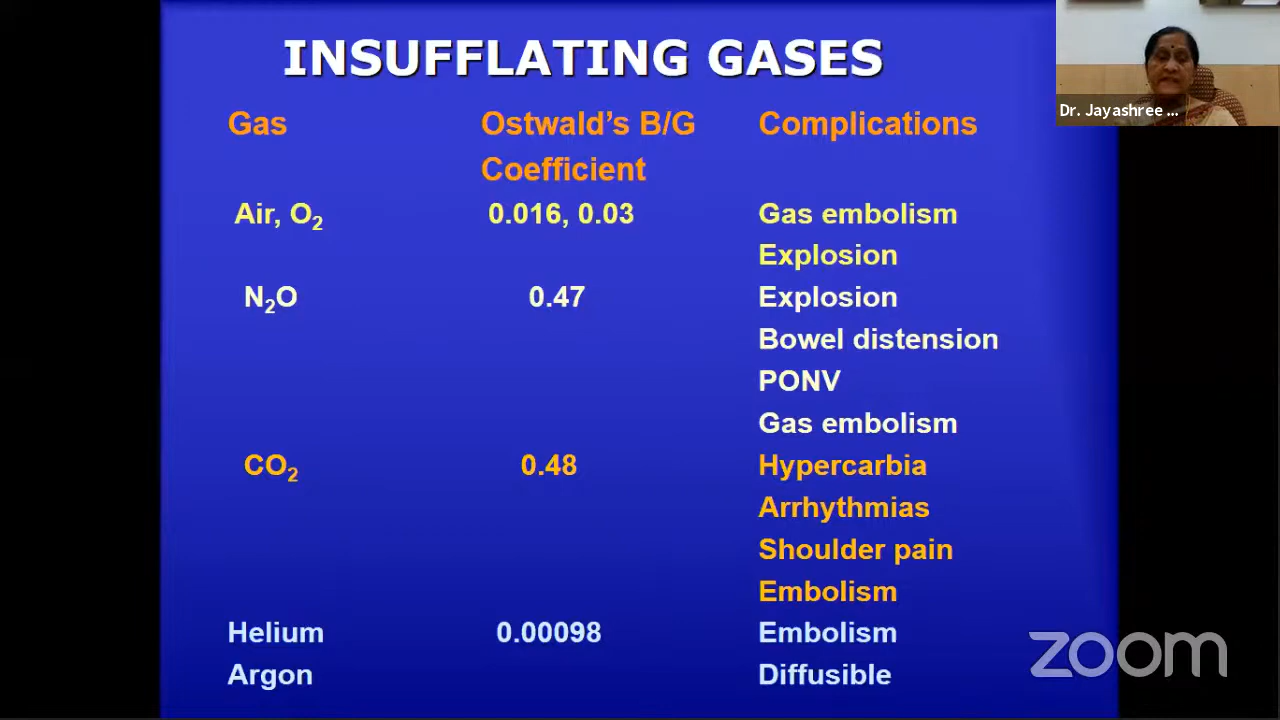 INSUFFLATING GASES
Dr. Jayashree ...
Gas Ostwald's B/G Complications
Coefficient
Air, O₂ 0.016, 0.03 Gas embolism
Explosion
N₂O 0.47 Explosion
Bowel distension
PONV
Gas embolism
CO₂ 0.48 Hypercarbia
Arrhythmias
Shoulder pain
Embolism
Helium 0.00098 Embolism
Argon Diffusible
zoom